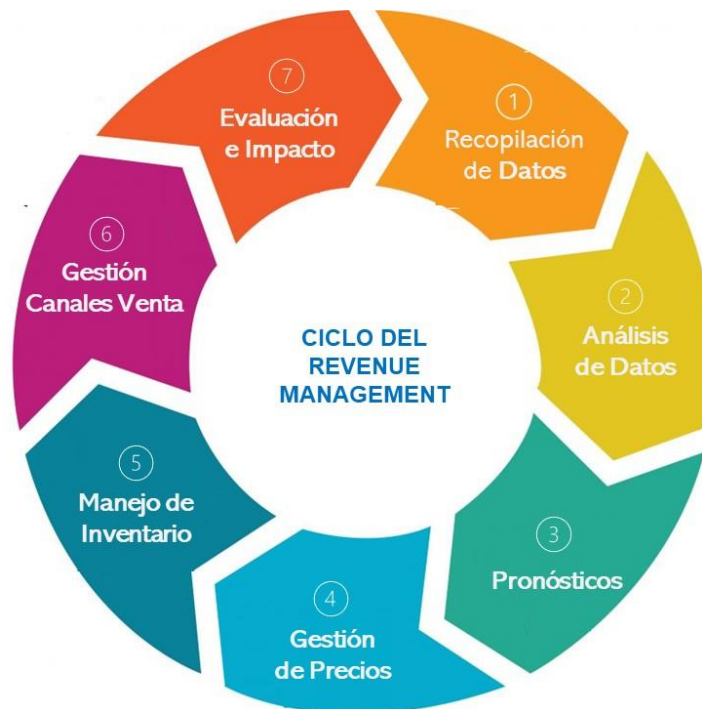 CICLO DEL
REVENUE
MANAGEMENT
1
Recopilación
de Datos
2
Análisis
de Datos
3
Pronósticos
4
Gestión
de Precios
5
Manejo de
Inventario
6
Gestión
Canales Venta
7
Evaluación
e Impacto